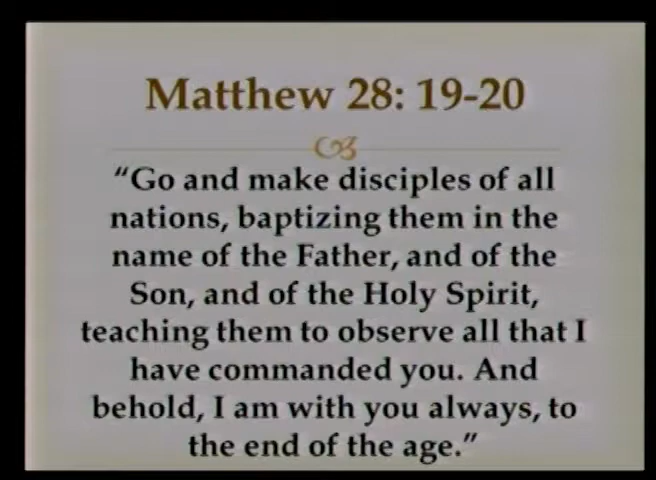 Matthew 28: 19-20
“Go and make disciples of all
nations, baptizing them in the
name of the Father, and of the
Son, and of the Holy Spirit,
teaching them to observe all that I
have commanded you. And
behold, I am with you always, to
the end of the age.”